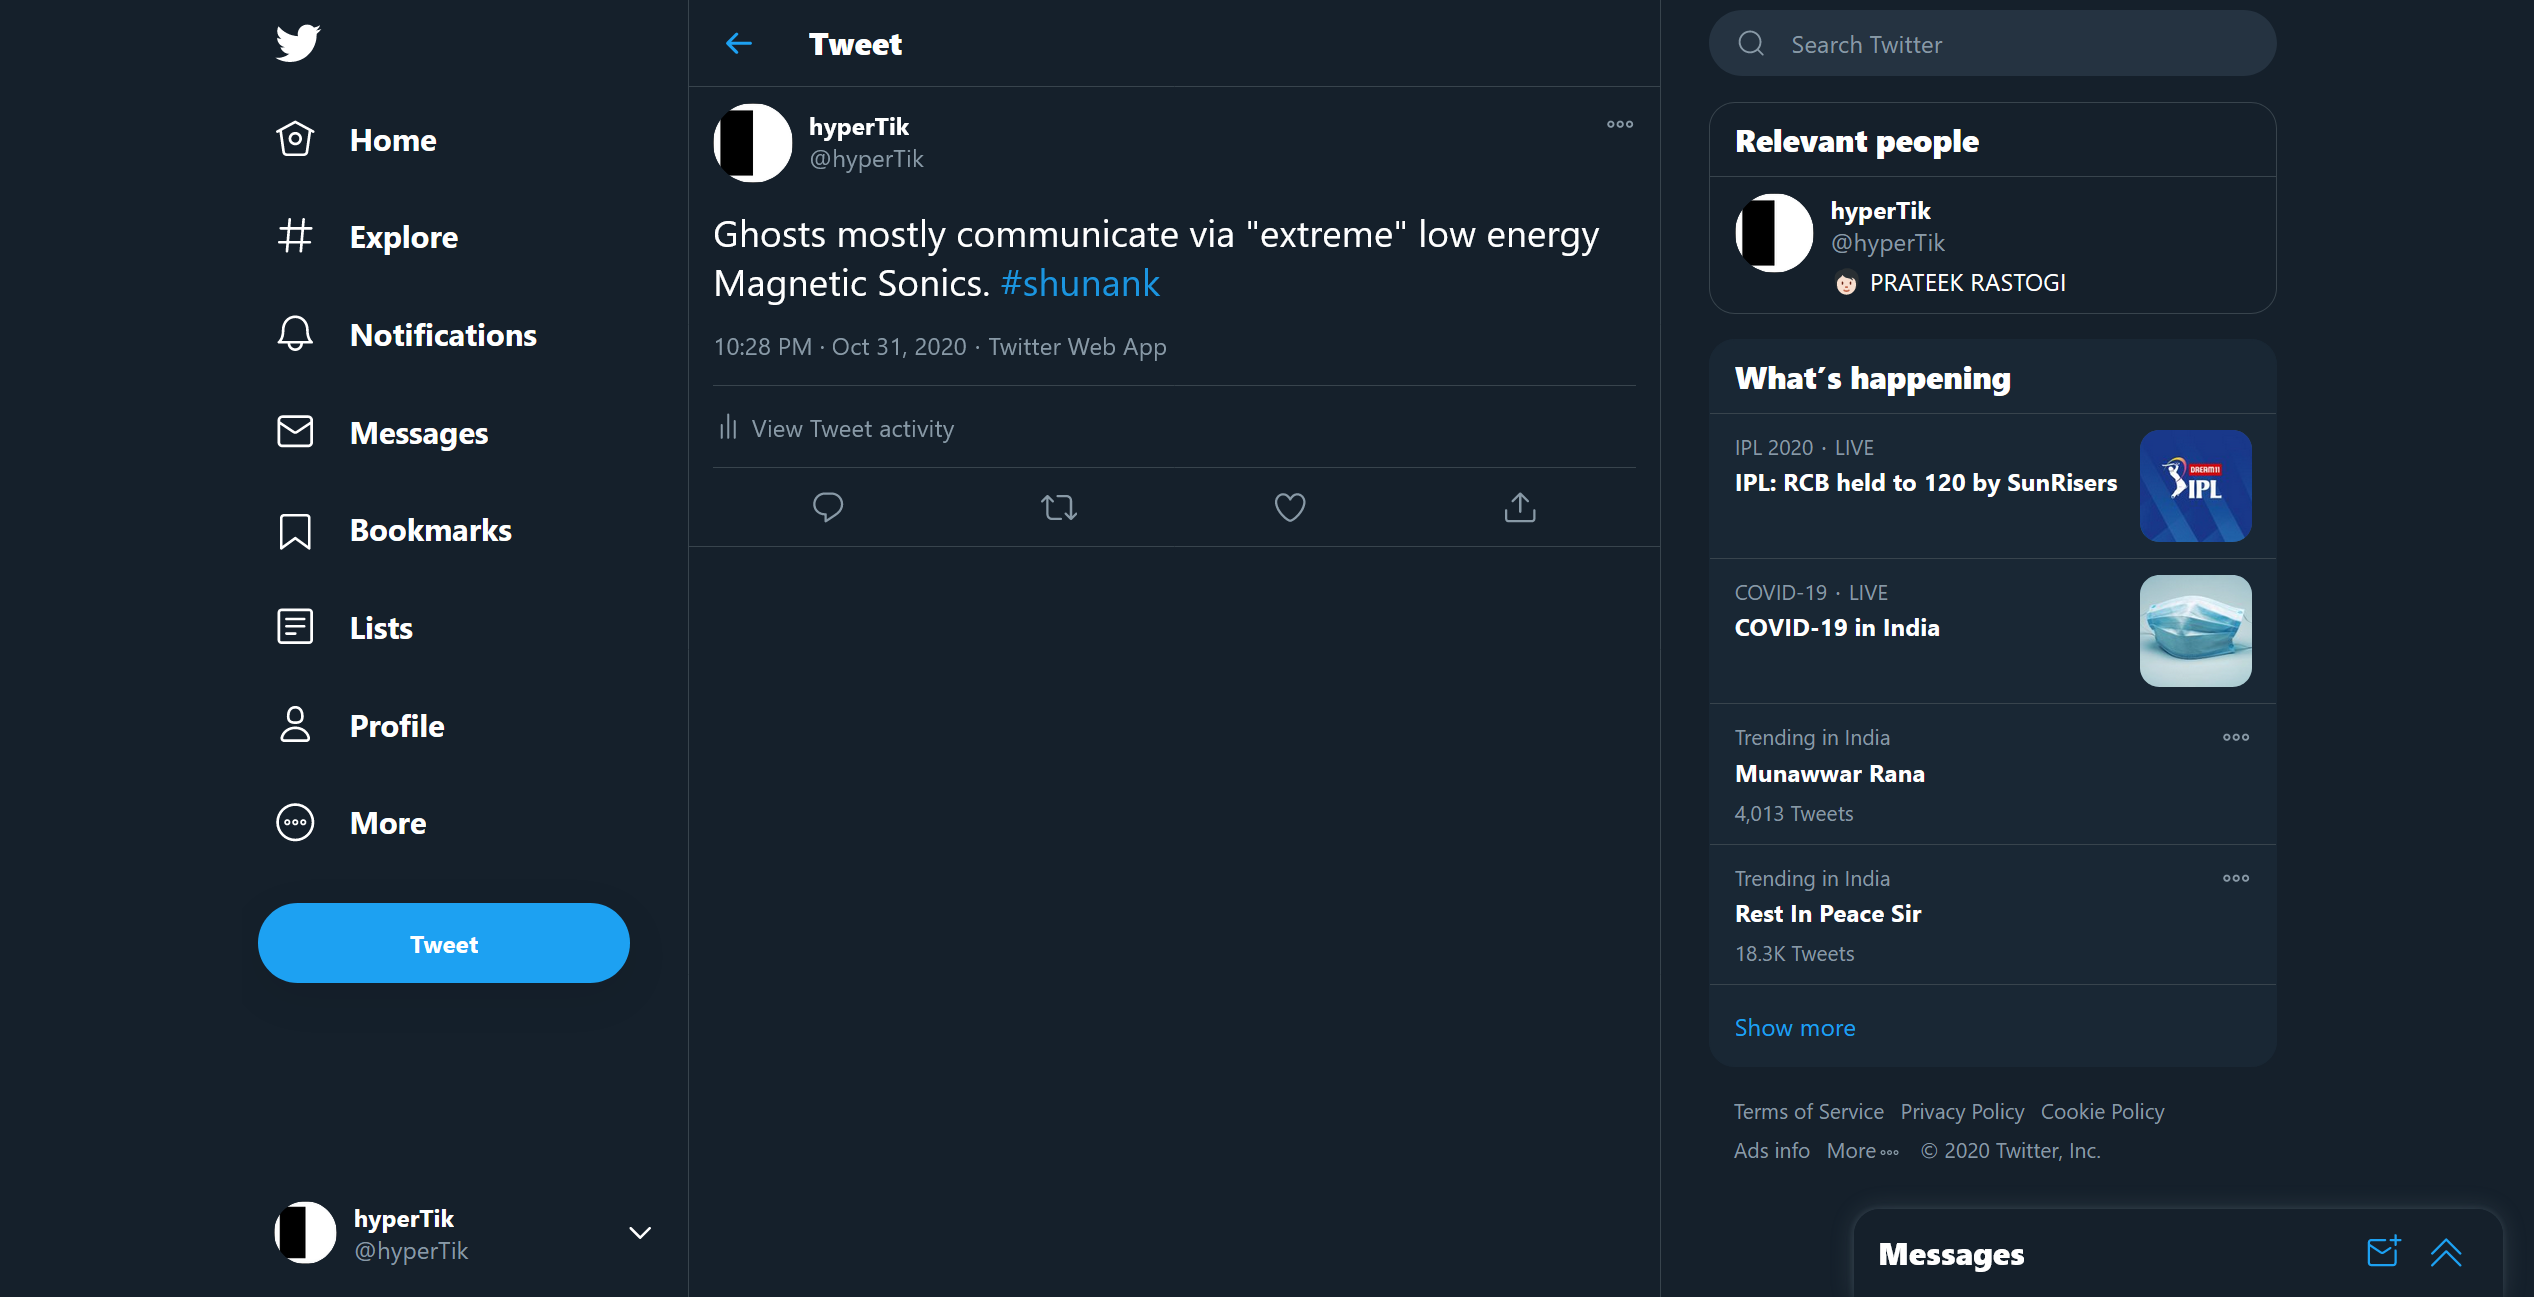 Home
Explore
Notifications
Messages
Bookmarks
Lists
Profile
More
Tweet
hyperTik
@hyperTik
Tweet
hyperTik
@hyperTik
Ghosts mostly communicate via "extreme" low energy
Magnetic Sonics. #shunank
10:28 PM · Oct 31, 2020 · Twitter Web App
View Tweet activity
Search Twitter
Relevant people
hyperTik
@hyperTik
PRATEEK RASTOGI
What's happening
IPL 2020 · LIVE
IPL: RCB held to 120 by SunRisers
DREAM11
IPL
COVID-19 · LIVE
COVID-19 in India
Trending in India
Munawwar Rana
4,013 Tweets
Trending in India
Rest In Peace Sir
18.3K Tweets
Show more
Terms of Service Privacy Policy Cookie Policy
Ads info More © 2020 Twitter, Inc.
Messages